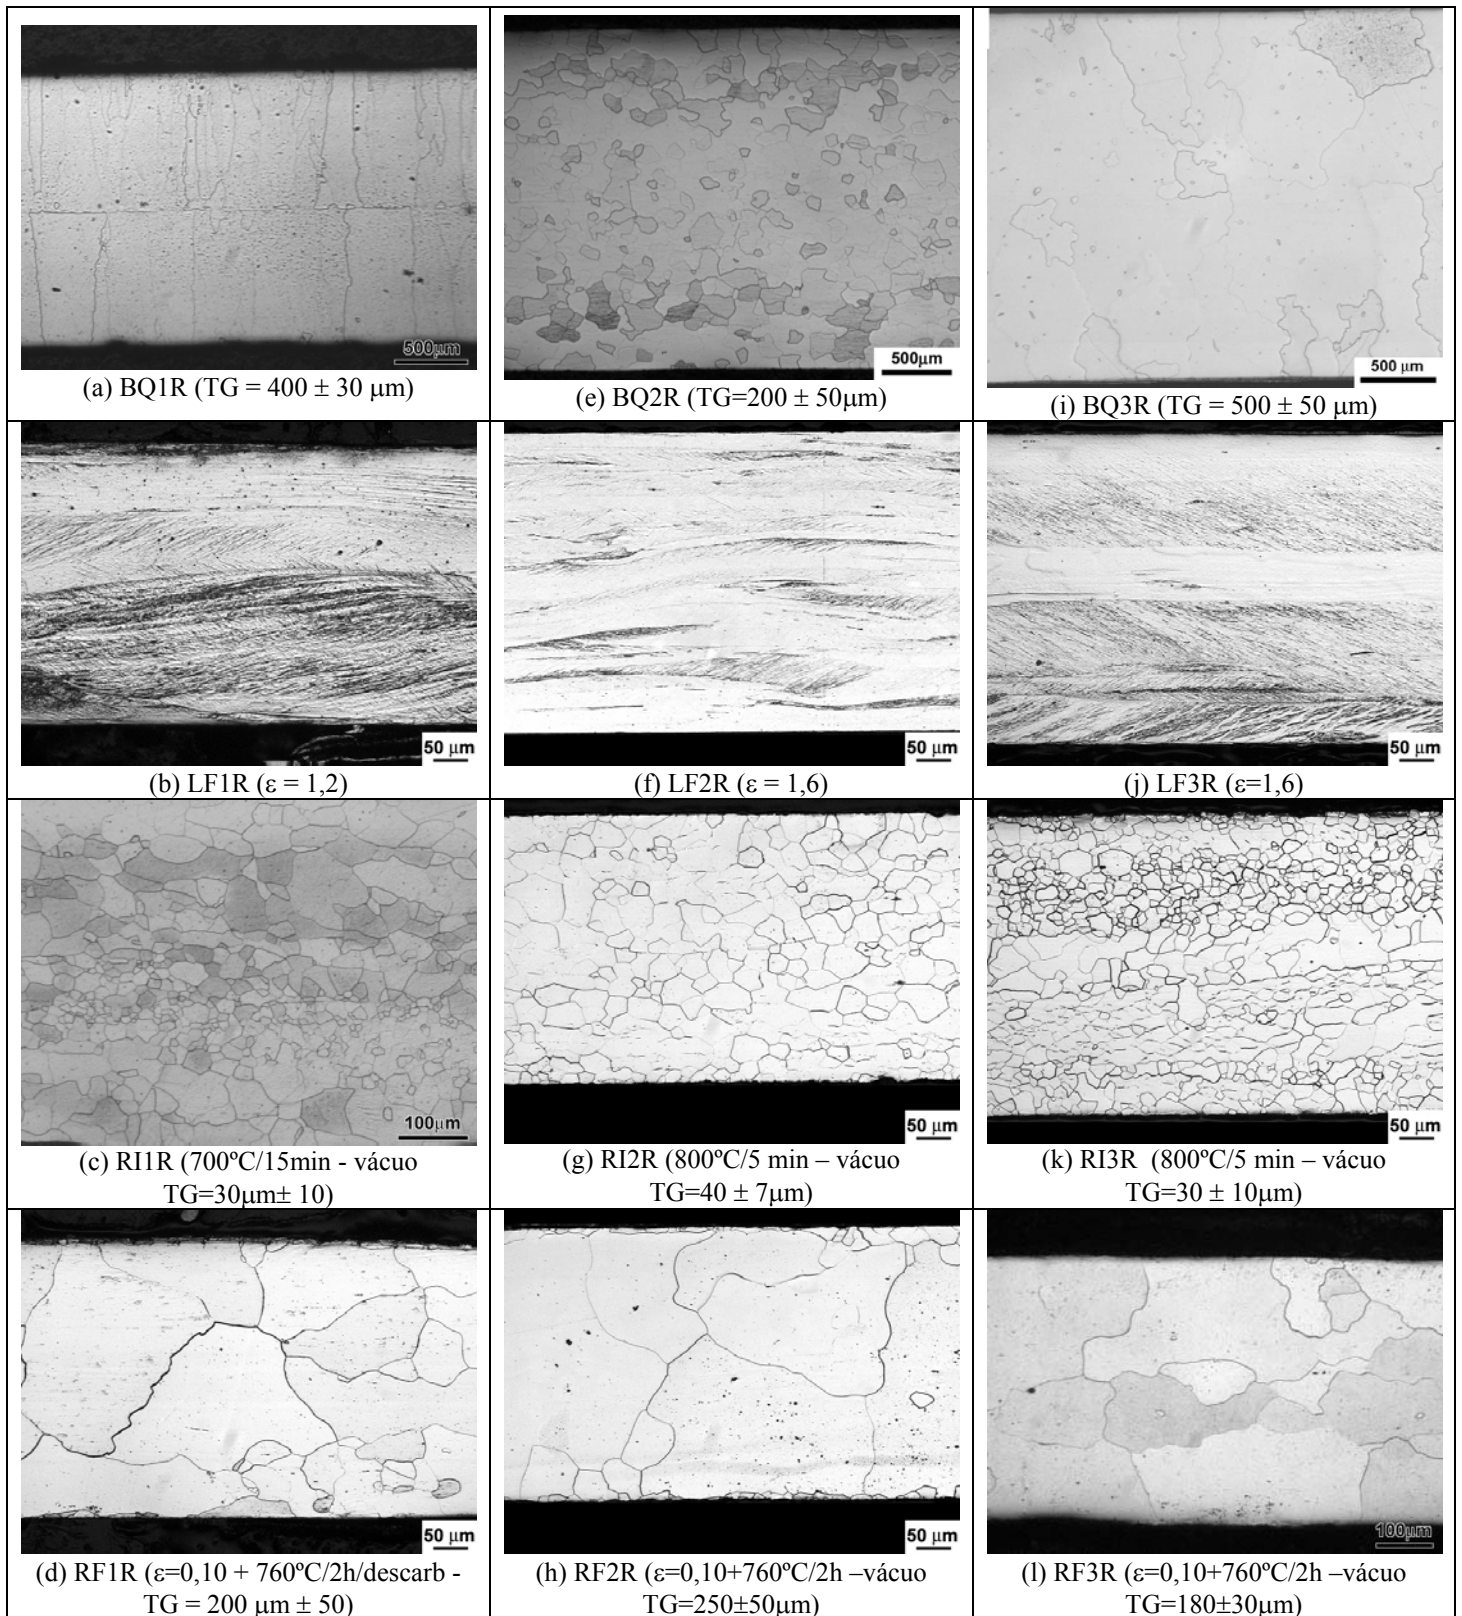 500μm
500μm
500 μm
(a) BQ1R (TG = 400 ± 30 μm)
(e) BQ2R (TG=200 ± 50μm)
(i) BQ3R (TG = 500 ± 50 μm)
50 μm
50 μm
50 μm
(b) LF1R (ε = 1,2)
(f) LF2R (ε = 1,6)
(j) LF3R (ε=1,6)
100μm
50 μm
50 μm
(c) RI1R (700ºC/15min - vácuo
TG=30μm± 10)
(g) RI2R (800ºC/5 min – vácuo
TG=40 ± 7μm)
(k) RI3R (800ºC/5 min – vácuo
TG=30 ± 10μm)
50 μm
50 μm
100μm
(d) RF1R (ε=0,10 + 760ºC/2h/descarb -
TG = 200 μm ± 50)
(h) RF2R (ε=0,10+760ºC/2h –vácuo
TG=250±50μm)
(l) RF3R (ε=0,10+760ºC/2h –vácuo
TG=180±30μm)